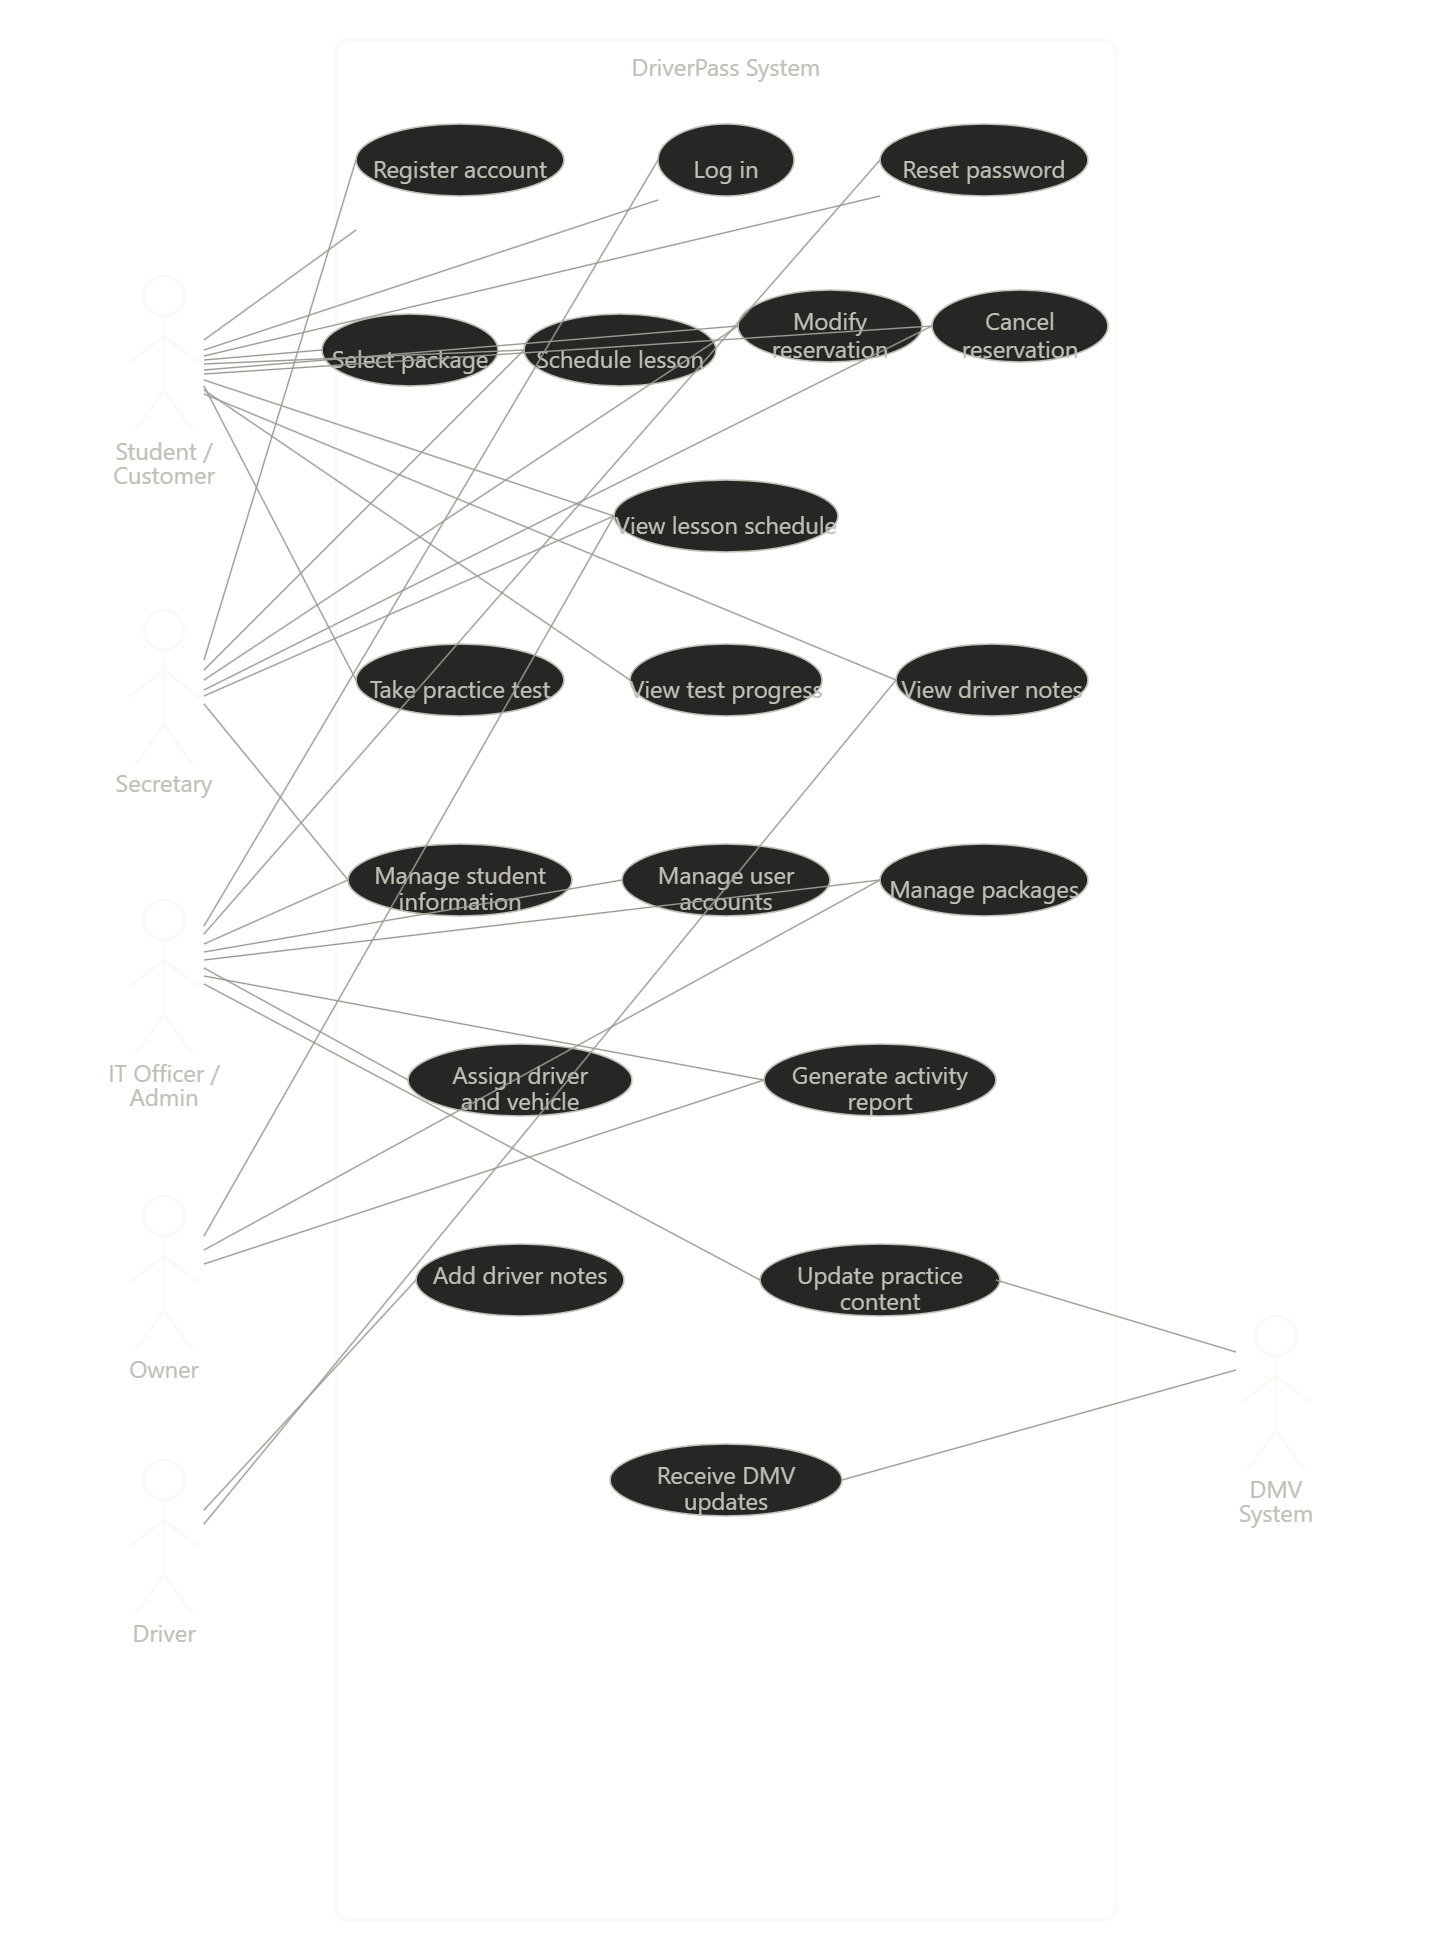 DriverPass System
Register account
Log in
Reset password
Select package
Schedule lesson
Modify
reservation
Cancel
reservation
Student /
Customer
View lesson schedule
Take practice test
View test progress
View driver notes
Secretary
Manage student
information
Manage user
accounts
Manage packages
IT Officer /
Admin
Assign driver
and vehicle
Generate activity
report
Add driver notes
Update practice
content
Owner
Receive DMV
updates
DMV
System
Driver